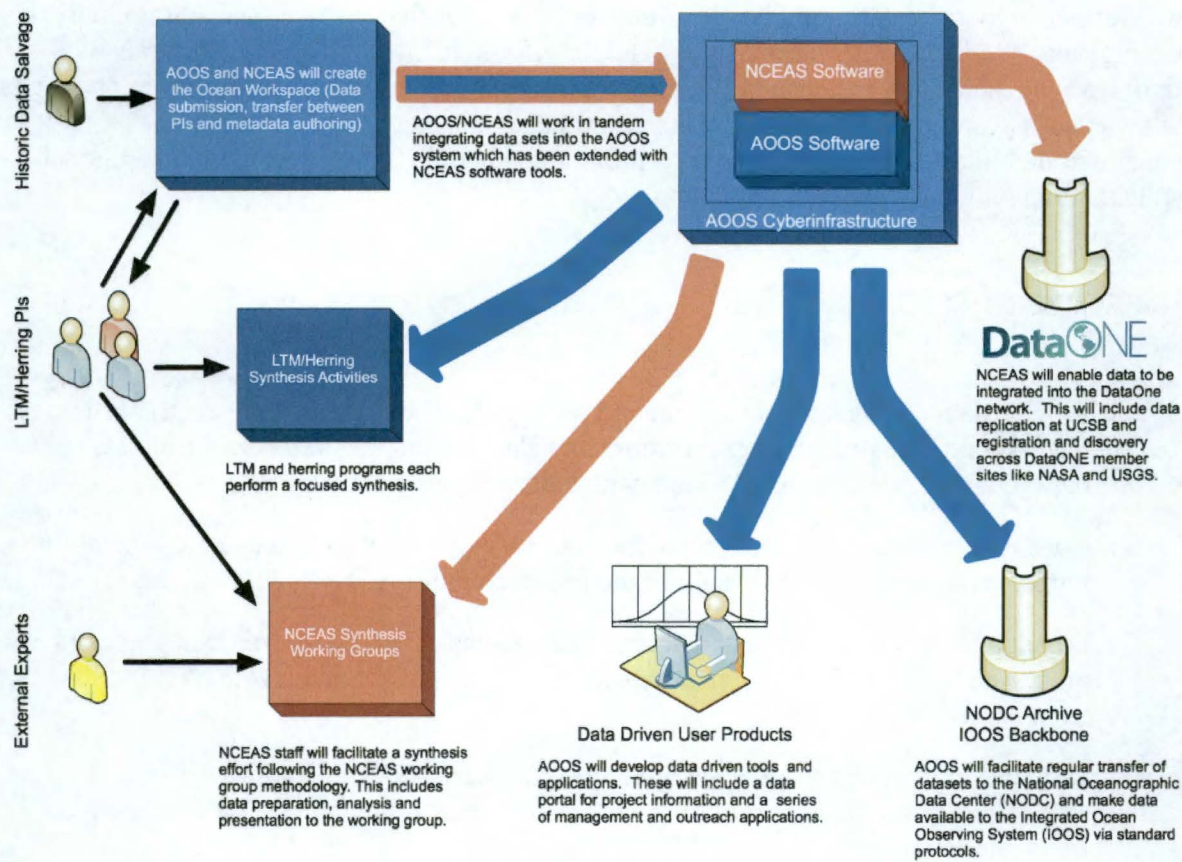 Historic Data Salvage
AOOS and NCEAS will create
the Ocean Workspace (Data
submission, transfer between
PIs and metadata authoring)
AOOS/NCEAS will work in tandem
integrating data sets into the AOOS
system which has been extended with
NCEAS software tools.
NCEAS Software
AOOS Software
AOOS Cyberinfrastructure
DataONE
NCEAS will enable data to be
integrated into the DataOne
network. This will include data
replication at UCSB and
registration and discovery
across DataONE member
sites like NASA and USGS.
LTM/Herring PIs
LTM/Herring
Synthesis Activities
LTM and herring programs each
perform a focused synthesis.
External Experts
NCEAS Synthesis
Working Groups
NCEAS staff will facilitate a synthesis
effort following the NCEAS working
group methodology. This includes
data preparation, analysis and
presentation to the working group.
Data Driven User Products
AOOS will develop data driven tools and
applications. These will include a data
portal for project information and a series
of management and outreach applications.
NODC Archive
IOOS Backbone
AOOS will facilitate regular transfer of
datasets to the National Oceanographic
Data Center (NODC) and make data
available to the Integrated Ocean
Observing System (IOOS) via standard
protocols.